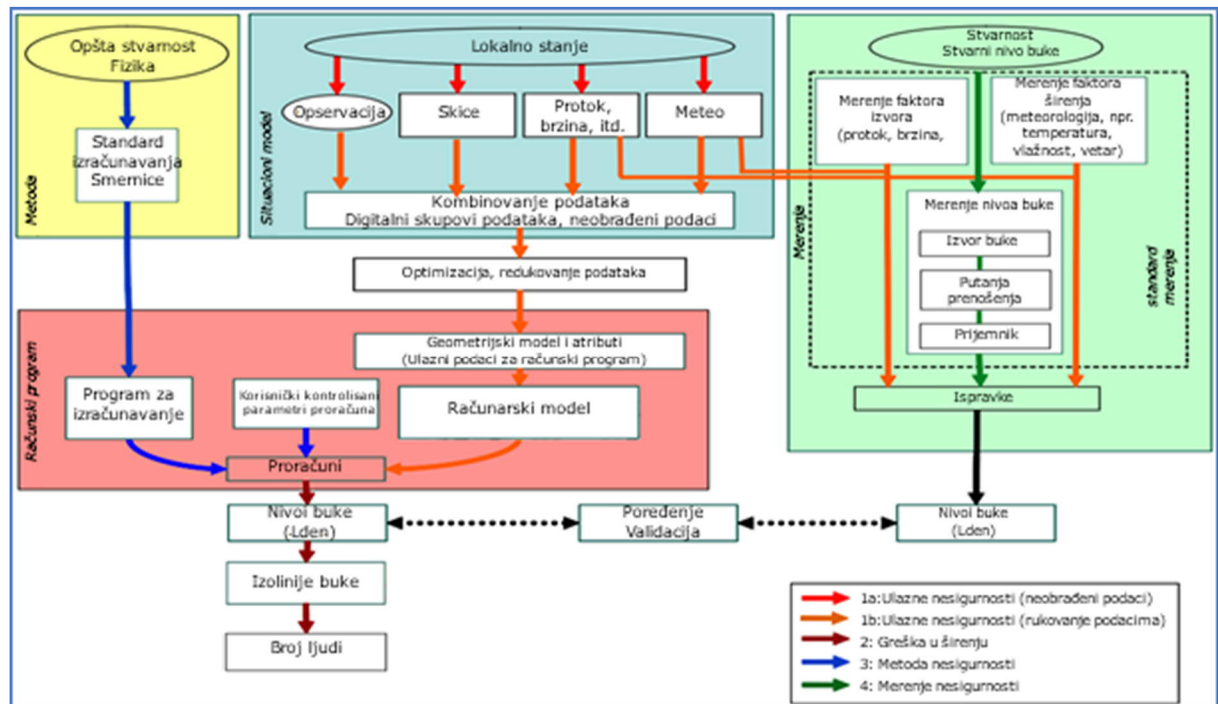 Opšta stvarnost
Fizika
Standard
izračunavanja
Smernice
Metoda
Lokalno stanje
Opservacija
Skice
Protok,
brzina, itd.
Meteo
Kombinovanje podataka
Digitalni skupovi podataka, neobrađeni podaci
Situacioni model
Stvarnost
Stvarni nivo buke
Merenje faktora
izvora
(protok, brzina,
Merenje faktora
širenja
(meteorologija, npr.
temperatura,
vlažnost, vetar)
Merenje nivoa buke
Izvor buke
Putanja
prenošenja
Prijemnik
Merenja
standard
merenja
Ispravke
Optimizacija, redukovanje podataka
Geometrijski model i atributi
(Ulazni podaci za računski program)
Program za
izračunavanje
Korisnički kontrolisani
parametri proračuna
Računarski model
Proračuni
Računski program
Nivoi buke
(Lden)
Poređenje
Validacija
Nivoi buke
(Lden)
Izolinije buke
Broj ljudi
1a:Ulazne nesigurnosti (neobrađeni podaci)
1b:Ulazne nesigurnosti (rukovanje podacima)
2: Greška u širenju
3: Metoda nesigurnosti
4: Merenje nesigurnosti